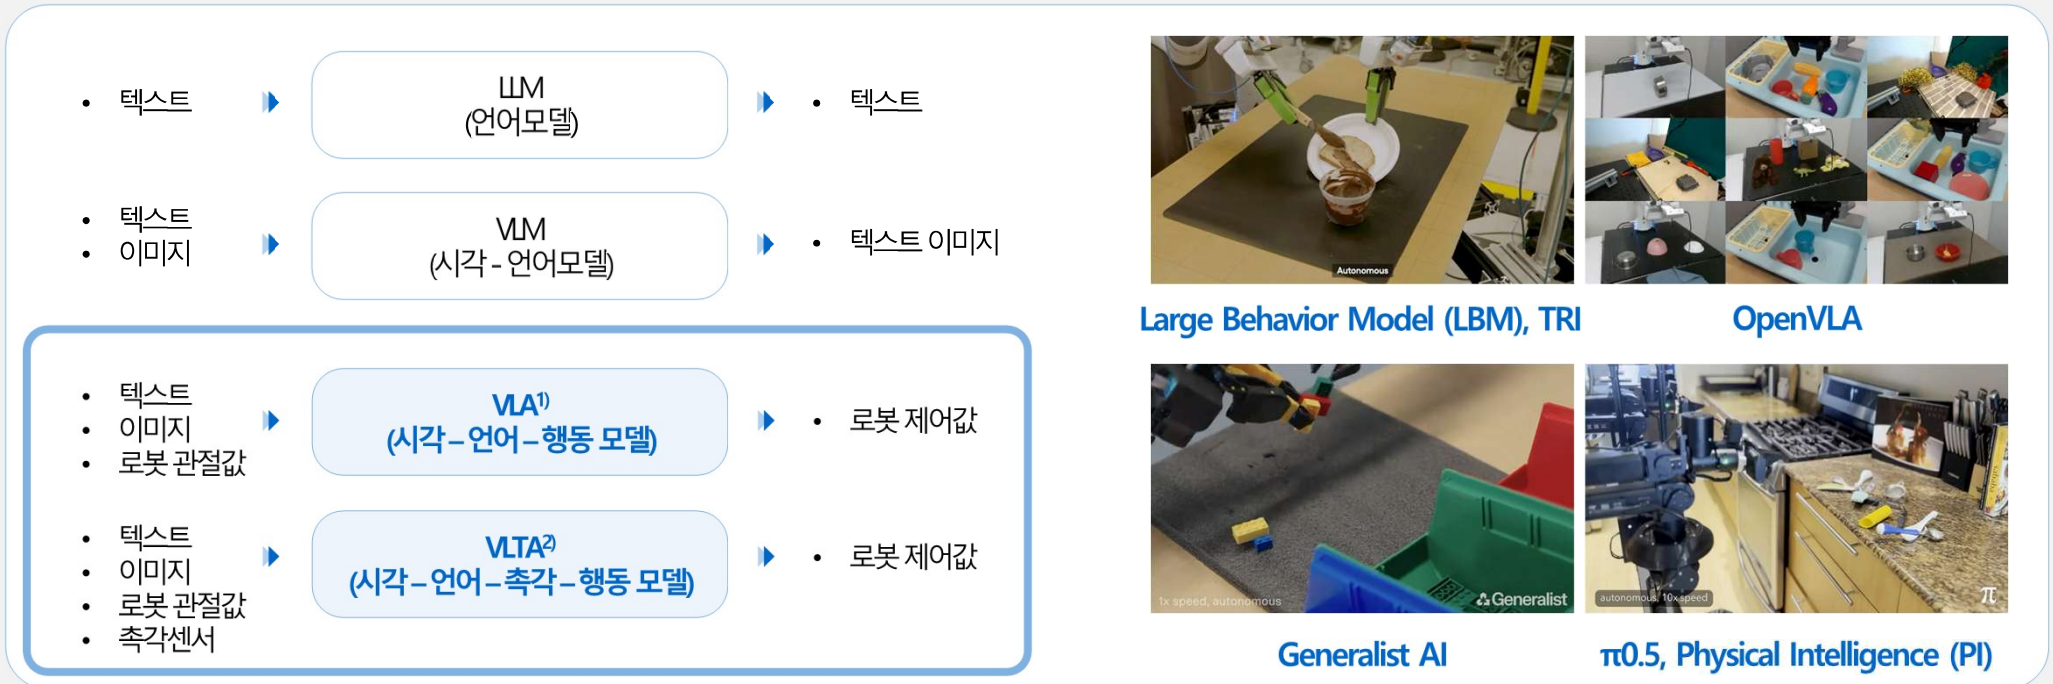 텍스트
LLM
(언어모델)
텍스트
텍스트
이미지
VLM
(시각 - 언어모델)
텍스트 이미지
텍스트
이미지
로봇 관절값
VLA1)
(시각 – 언어 – 행동 모델)
로봇 제어값
텍스트
이미지
로봇 관절값
촉각센서
VLTA2)
(시각 – 언어 – 촉각 – 행동 모델)
로봇 제어값
Autonomous
Large Behavior Model (LBM), TRI
OpenVLA
1x speed, autonomous
Generalist
autonomous, 10x speed
π
Generalist AI
π0.5, Physical Intelligence (PI)